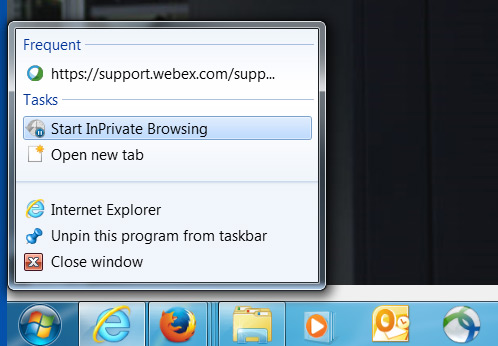 Frequent
https://support.webex.com/supp...
Tasks
Start InPrivate Browsing
Open new tab
Internet Explorer
Unpin this program from taskbar
Close window